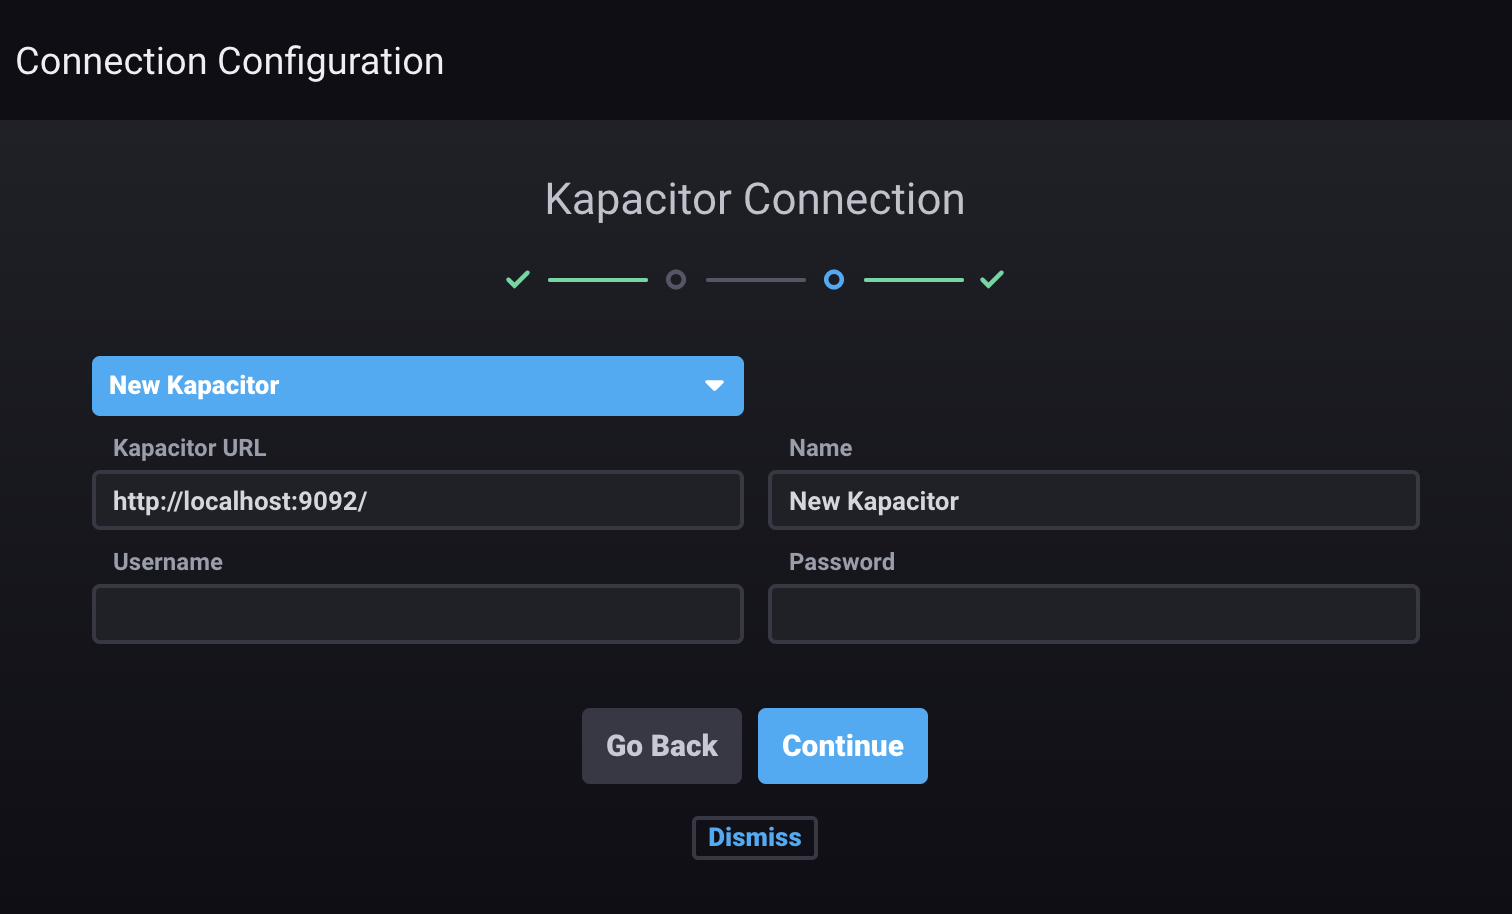 Connection Configuration
Kapacitor Connection
New Kapacitor
Kapacitor URL
Name
http://localhost:9092/
New Kapacitor
Username
Password
Go Back
Continue
Dismiss